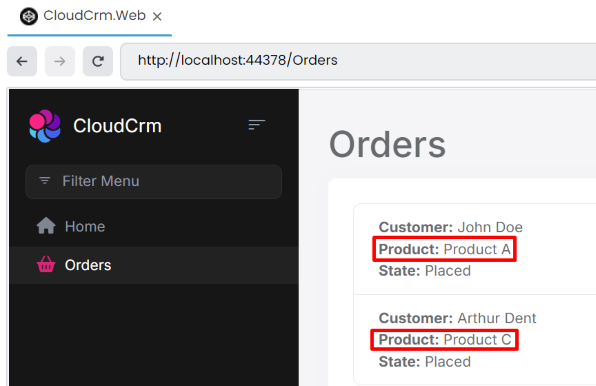 CloudCrm.Web
http://localhost:44378/Orders
CloudCrm
Filter Menu
Home
Orders
Orders
Customer: John Doe
Product: Product A
State: Placed
Customer: Arthur Dent
Product: Product C
State: Placed